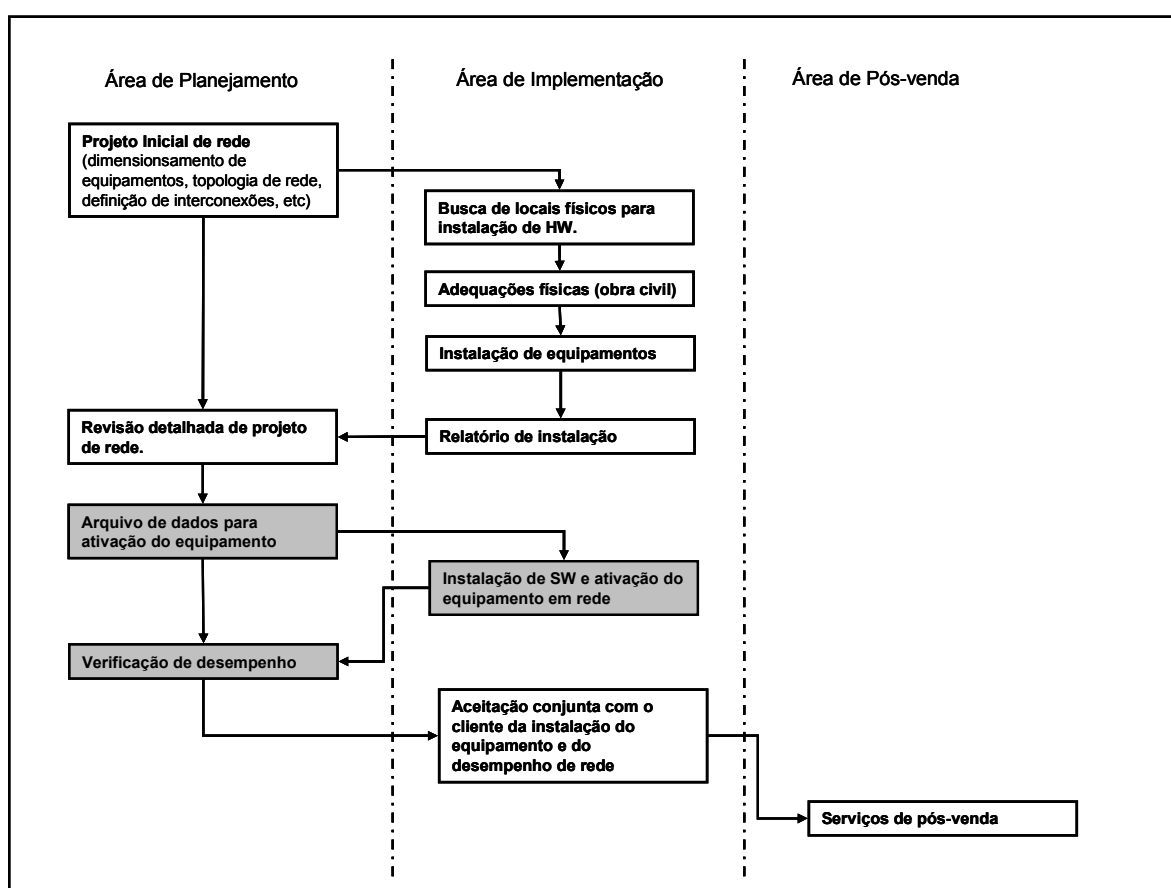 Área de Planejamento
Área de Implementação
Área de Pós-venda
Projeto Inicial de rede
(dimensionsamento de
equipamentos, topologia de rede,
definição de interconexões, etc)
Busca de locais físicos para
instalação de HW.
Adequações físicas (obra civil)
Instalação de equipamentos
Relatório de instalação
Revisão detalhada de projeto
de rede.
Arquivo de dados para
ativação do equipamento
Instalação de SW e ativação do
equipamento em rede
Verificação de desempenho
Aceitação conjunta com o
cliente da instalação do
equipamento e do
desempenho de rede
Serviços de pós-venda